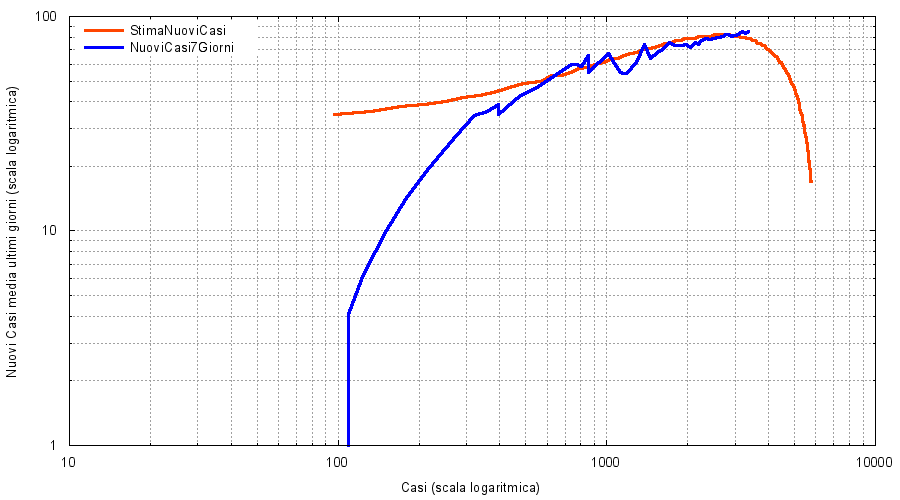 StimaNuoviCasi
NuoviCasi7Giorni
Nuovi Casi media ultimi giorni (scala logaritmica)
100
10
1
10
100
1000
10000
Casi (scala logaritmica)